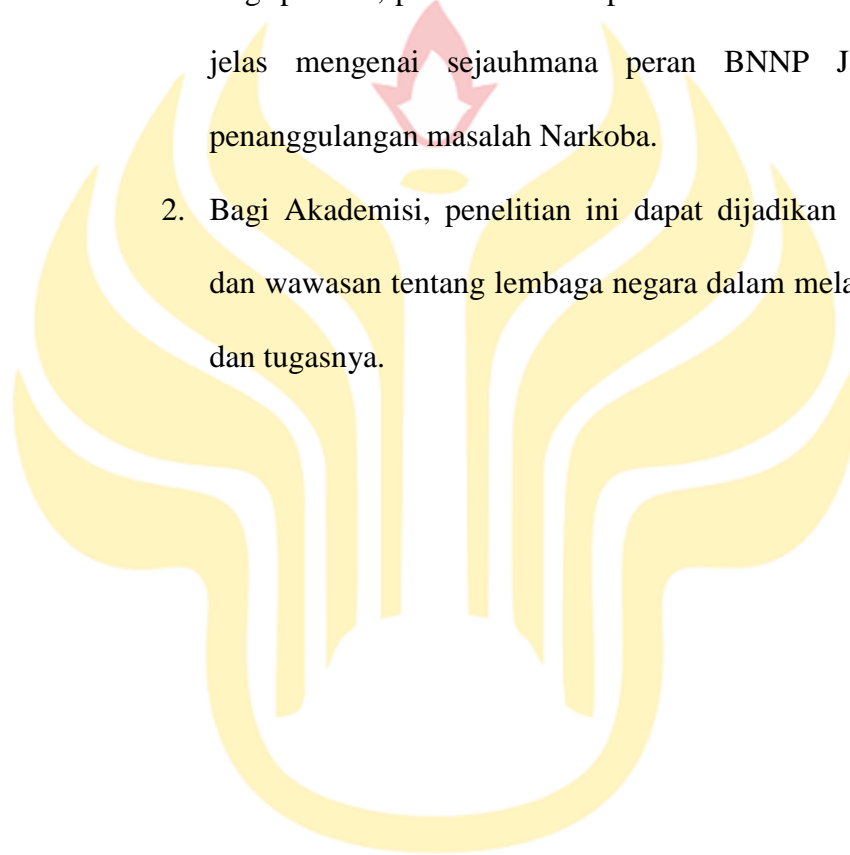 jelas mengenai sejauhmana peran BNNP J
penanggulangan masalah Narkoba.
2. Bagi Akademisi, penelitian ini dapat dijadikan
dan wawasan tentang lembaga negara dalam mela
dan tugasnya.